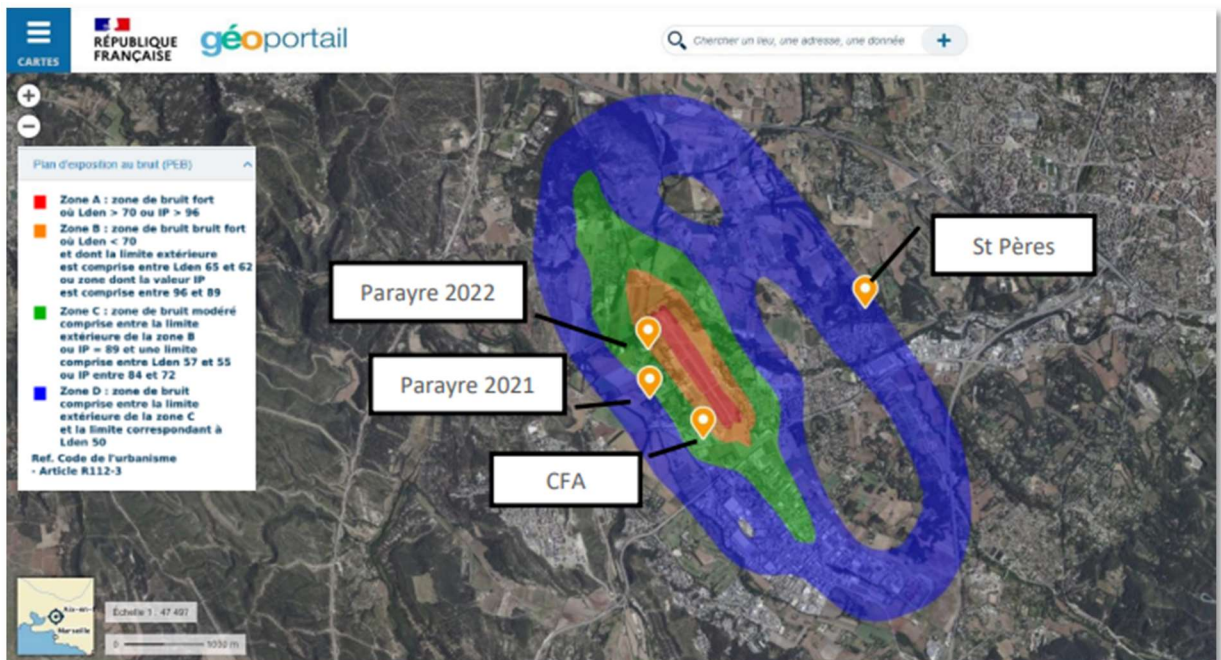 CARTES
RÉPUBLIQUE
FRANÇAISE
géoportail
Chercher un lieu, une adresse, une donnée
+
+
−
Plan d'exposition au bruit (PEB)
Zone A : zone de bruit fort
où Lden > 70 ou IP > 96
Zone B : zone de bruit bruit fort
où Lden < 70
et dont la limite extérieure
est comprise entre Lden 65 et 62
ou zone dont la valeur IP
est comprise entre 96 et 89
Zone C : zone de bruit modéré
comprise entre la limite
extérieure de la zone B
ou IP = 89 et une limite
comprise entre Lden 57 et 55
ou IP entre 84 et 72
Zone D : zone de bruit
comprise entre la limite
extérieure de la zone C
et la limite correspondant à
Lden 50
Ref. Code de l'urbanisme
- Article R112-3
St Pères
Parayre 2022
Parayre 2021
CFA
Aix-en-
Marseille
Échelle 1 : 47 497
0 1000 m